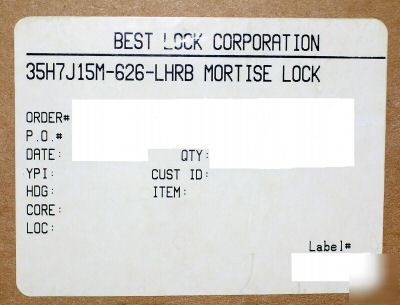 BEST LOCK CORPORATION
35H7J15M-626-LHRB MORTISE LOCK
ORDER#
P.O.#
DATE: QTY:
YPI: CUST ID:
HDG: ITEM:
CORE:
LOC:
Label#